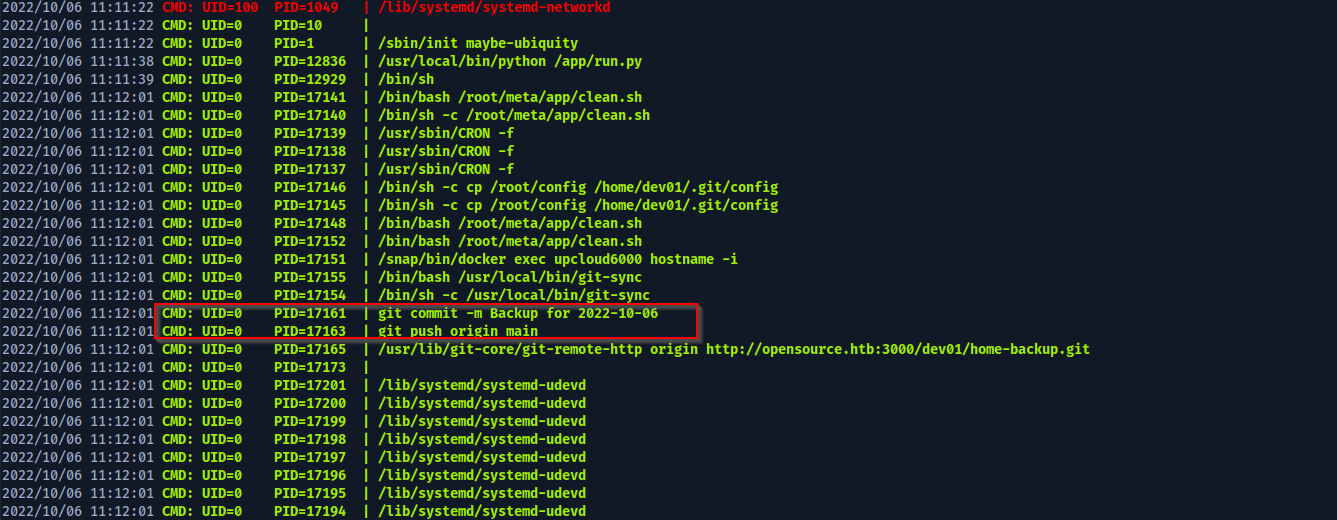 2022/10/06 11:11:22 CMD: UID=100  PID=1049   | /lib/systemd/systemd-networkd
2022/10/06 11:11:22 CMD: UID=0    PID=10     |
2022/10/06 11:11:22 CMD: UID=0    PID=1      | /sbin/init maybe-ubiquity
2022/10/06 11:11:38 CMD: UID=0    PID=12836  | /usr/local/bin/python /app/run.py
2022/10/06 11:11:39 CMD: UID=0    PID=12929  | /bin/sh
2022/10/06 11:12:01 CMD: UID=0    PID=17141  | /bin/bash /root/meta/app/clean.sh
2022/10/06 11:12:01 CMD: UID=0    PID=17140  | /bin/sh -c /root/meta/app/clean.sh
2022/10/06 11:12:01 CMD: UID=0    PID=17139  | /usr/sbin/CRON -f
2022/10/06 11:12:01 CMD: UID=0    PID=17138  | /usr/sbin/CRON -f
2022/10/06 11:12:01 CMD: UID=0    PID=17137  | /usr/sbin/CRON -f
2022/10/06 11:12:01 CMD: UID=0    PID=17146  | /bin/sh -c cp /root/config /home/dev01/.git/config
2022/10/06 11:12:01 CMD: UID=0    PID=17145  | /bin/sh -c cp /root/config /home/dev01/.git/config
2022/10/06 11:12:01 CMD: UID=0    PID=17148  | /bin/bash /root/meta/app/clean.sh
2022/10/06 11:12:01 CMD: UID=0    PID=17152  | /bin/bash /root/meta/app/clean.sh
2022/10/06 11:12:01 CMD: UID=0    PID=17151  | /snap/bin/docker exec upcloud6000 hostname -i
2022/10/06 11:12:01 CMD: UID=0    PID=17155  | /bin/bash /usr/local/bin/git-sync
2022/10/06 11:12:01 CMD: UID=0    PID=17154  | /bin/sh -c /usr/local/bin/git-sync
2022/10/06 11:12:01 CMD: UID=0    PID=17161  | git commit -m Backup for 2022-10-06
2022/10/06 11:12:01 CMD: UID=0    PID=17163  | git push origin main
2022/10/06 11:12:01 CMD: UID=0    PID=17165  | /usr/lib/git-core/git-remote-http origin http://opensource.htb:3000/dev01/home-backup.git
2022/10/06 11:12:01 CMD: UID=0    PID=17173  |
2022/10/06 11:12:01 CMD: UID=0    PID=17201  | /lib/systemd/systemd-udevd
2022/10/06 11:12:01 CMD: UID=0    PID=17200  | /lib/systemd/systemd-udevd
2022/10/06 11:12:01 CMD: UID=0    PID=17199  | /lib/systemd/systemd-udevd
2022/10/06 11:12:01 CMD: UID=0    PID=17198  | /lib/systemd/systemd-udevd
2022/10/06 11:12:01 CMD: UID=0    PID=17197  | /lib/systemd/systemd-udevd
2022/10/06 11:12:01 CMD: UID=0    PID=17196  | /lib/systemd/systemd-udevd
2022/10/06 11:12:01 CMD: UID=0    PID=17195  | /lib/systemd/systemd-udevd
2022/10/06 11:12:01 CMD: UID=0    PID=17194  | /lib/systemd/systemd-udevd